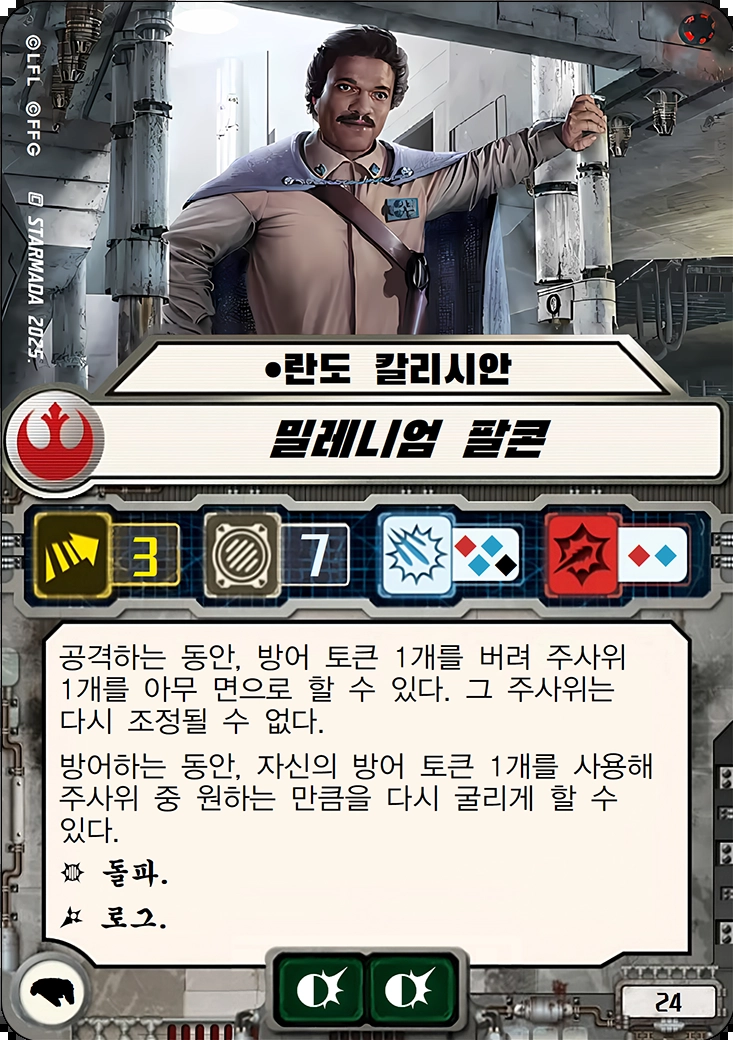 ©LFL ©FFG © STARMADA 2025.
•란도 칼리시안
밀레니엄 팔콘
3
7
공격하는 동안, 방어 토큰 1개를 버려 주사위
1개를 아무 면으로 할 수 있다. 그 주사위는
다시 조정될 수 없다.
방어하는 동안, 자신의 방어 토큰 1개를 사용해
주사위 중 원하는 만큼을 다시 굴리게 할 수
있다.
돌파.
로그.
24